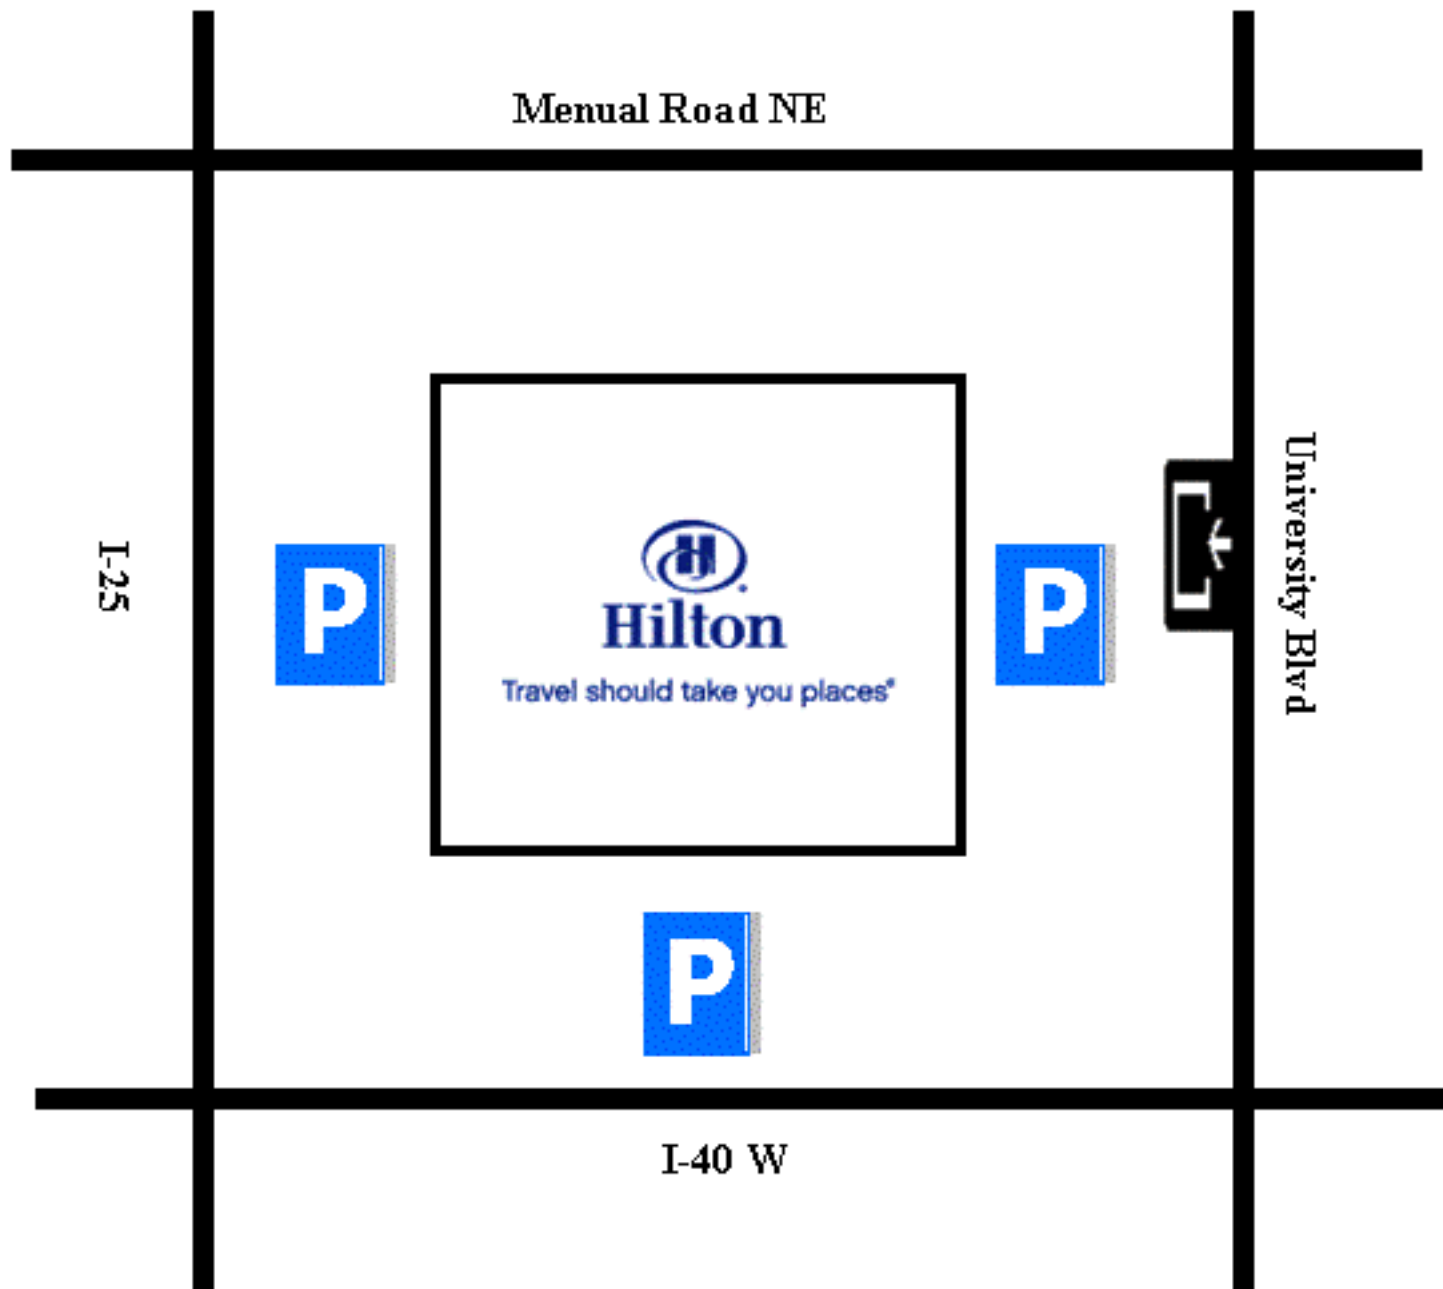 Menual Road NE
I-25
P
H
Hilton
Travel should take you places®
P
University Blvd
P
I-40 W